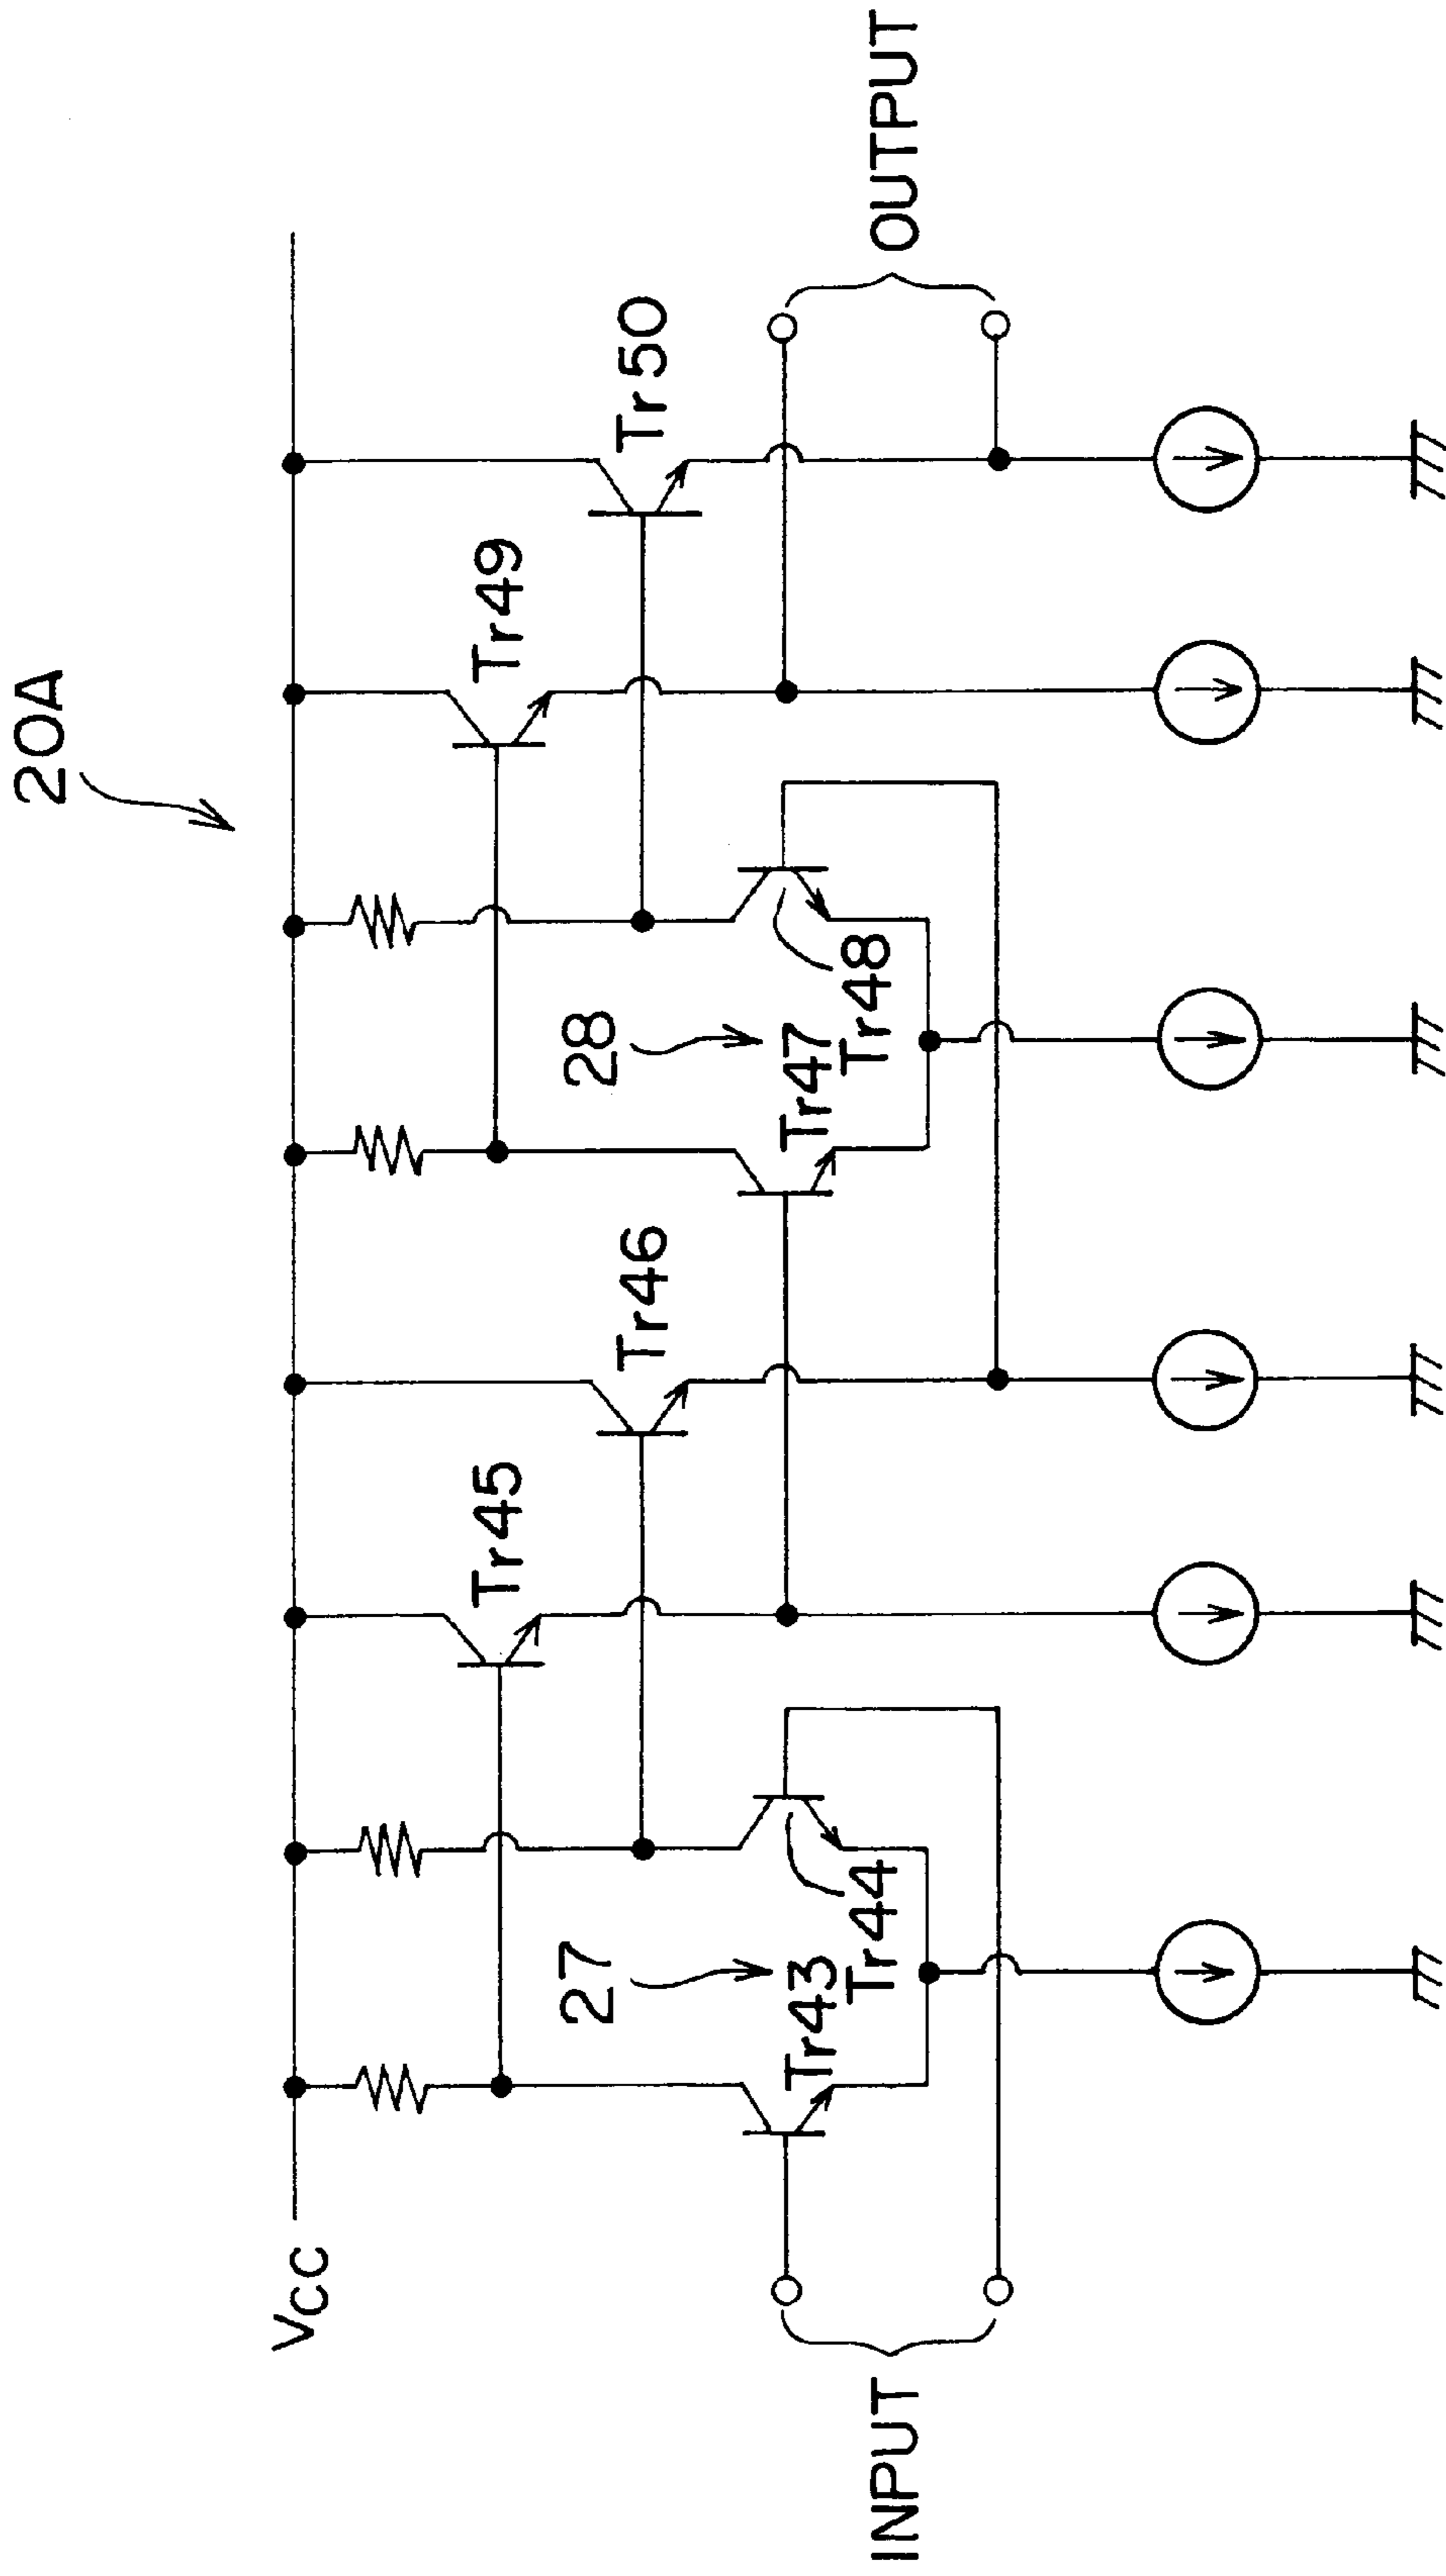 20A
Vcc
Tr45
Tr49
Tr46
Tr50
27
28
Tr43
Tr44
Tr47
Tr48
INPUT
OUTPUT